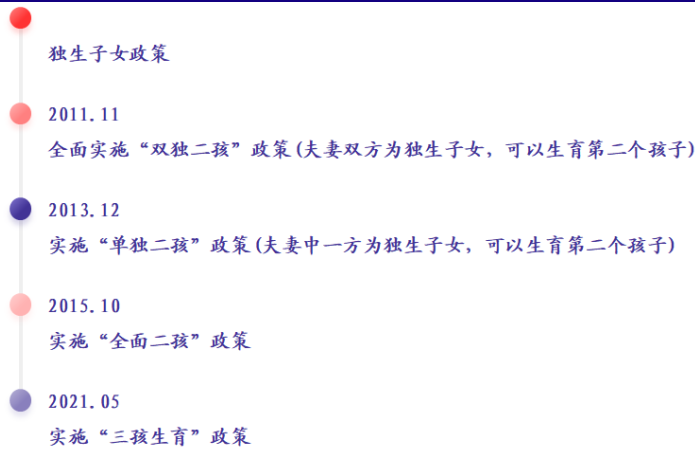 独生子女政策
2011.11
全面实施“双独二孩”政策(夫妻双方为独生子女，可以生育第二个孩子)
2013.12
实施“单独二孩”政策(夫妻中一方为独生子女，可以生育第二个孩子)
2015.10
实施“全面二孩”政策
2021.05
实施“三孩生育”政策